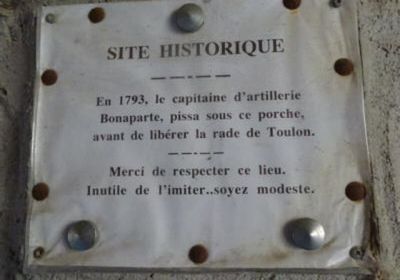 SITE HISTORIQUE
En 1793, le capitaine d'artillerie
Bonaparte, pissa sous ce porche,
avant de libérer la rade de Toulon.
Merci de respecter ce lieu.
Inutile de l'imiter..soyez modeste.